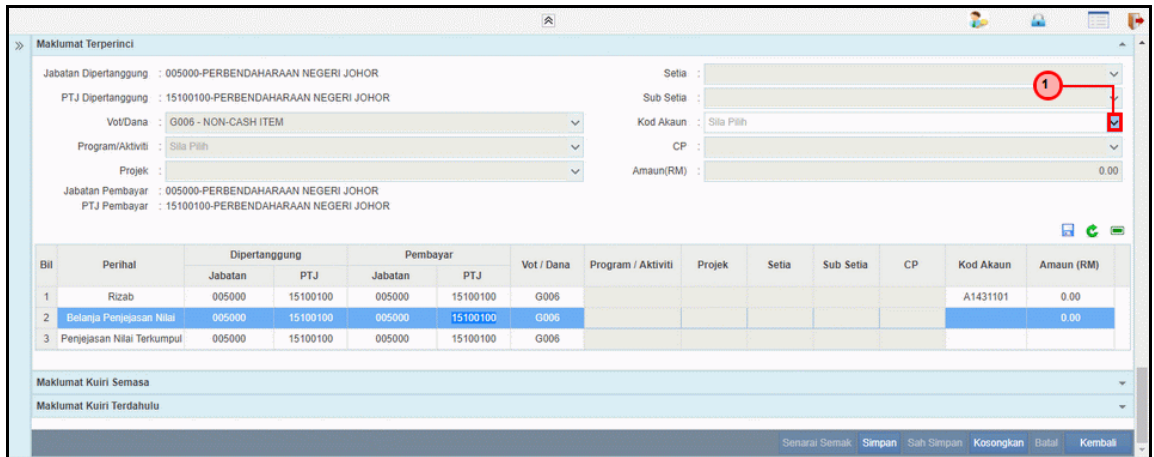 Maklumat Terperinci
Jabatan Dipertanggung : 005000-PERBENDAHARAAN NEGERI JOHOR Setia :
1
PTJ Dipertanggung : 15100100-PERBENDAHARAAN NEGERI JOHOR Sub Setia :
Vot/Dana : G006 - NON-CASH ITEM Kod Akaun : Sila Pilih
Program/Aktiviti : Sila Pilih CP :
Projek : Amaun(RM) : 0.00
Jabatan Pembayar : 005000-PERBENDAHARAAN NEGERI JOHOR
PTJ Pembayar : 15100100-PERBENDAHARAAN NEGERI JOHOR
Bil Perihal Dipertanggung Pembayar Vot / Dana Program / Aktiviti Projek Setia Sub Setia CP Kod Akaun Amaun (RM)
Jabatan PTJ Jabatan PTJ
1 Rizab 005000 15100100 005000 15100100 G006 A1431101 0.00
2 Belanja Penjejasan Nilai 005000 15100100 005000 15100100 G006 0.00
3 Penjejasan Nilai Terkumpul 005000 15100100 005000 15100100 G006
Maklumat Kuiri Semasa
Maklumat Kuiri Terdahulu
Senarai Semak Simpan Sah Simpan Kosongkan Batal Kembali